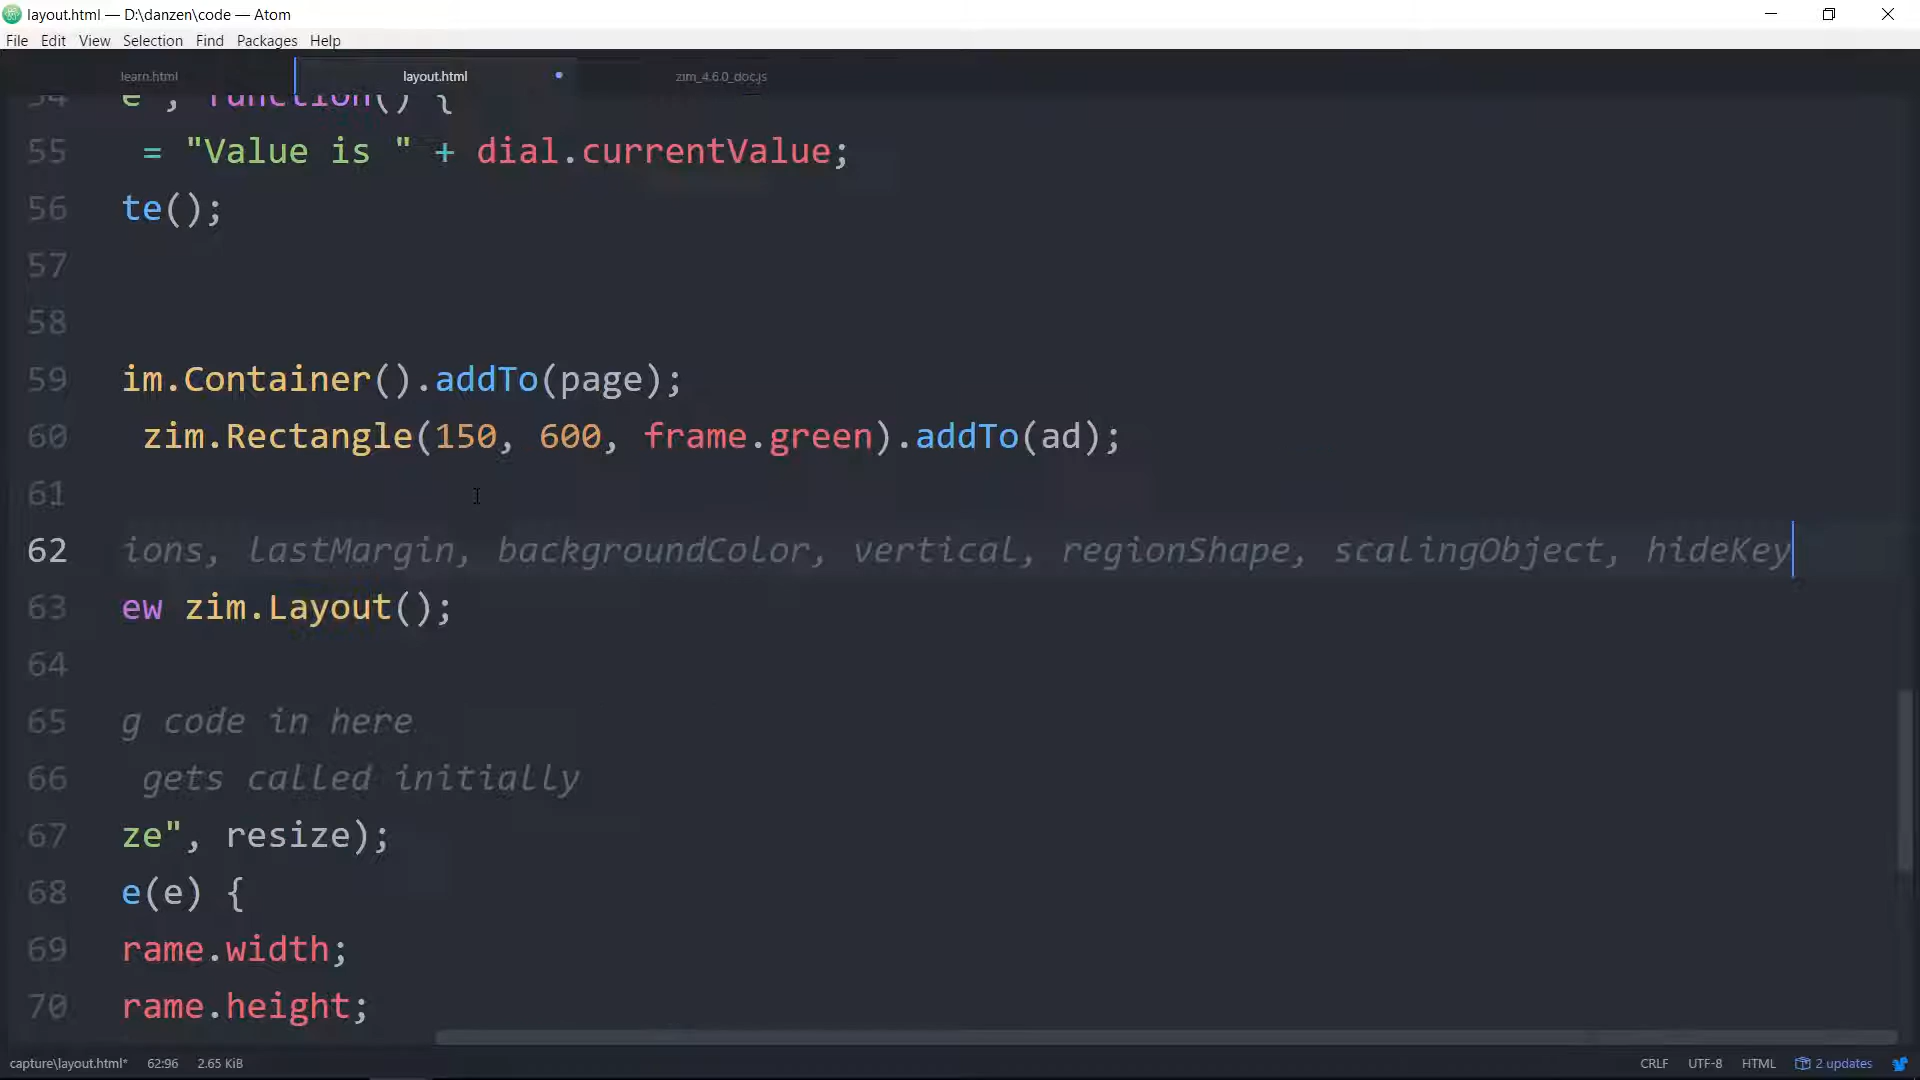 layout.html — D:\danzen\code — Atom
File Edit View Selection Find Packages Help
learn.html layout.html zim_4.6.0_doc.js
54 e", function() {
55 = "Value is " + dial.currentValue;
56 te();
57
58
59 im.Container().addTo(page);
60 zim.Rectangle(150, 600, frame.green).addTo(ad);
61
62 ions, lastMargin, backgroundColor, vertical, regionShape, scalingObject, hideKey
63 ew zim.Layout();
64
65 g code in here
66 gets called initially
67 ze", resize);
68 e(e) {
69 rame.width;
70 rame.height;
capture\layout.html* 62:96 2.65 KiB CRLF UTF-8 HTML 2 updates